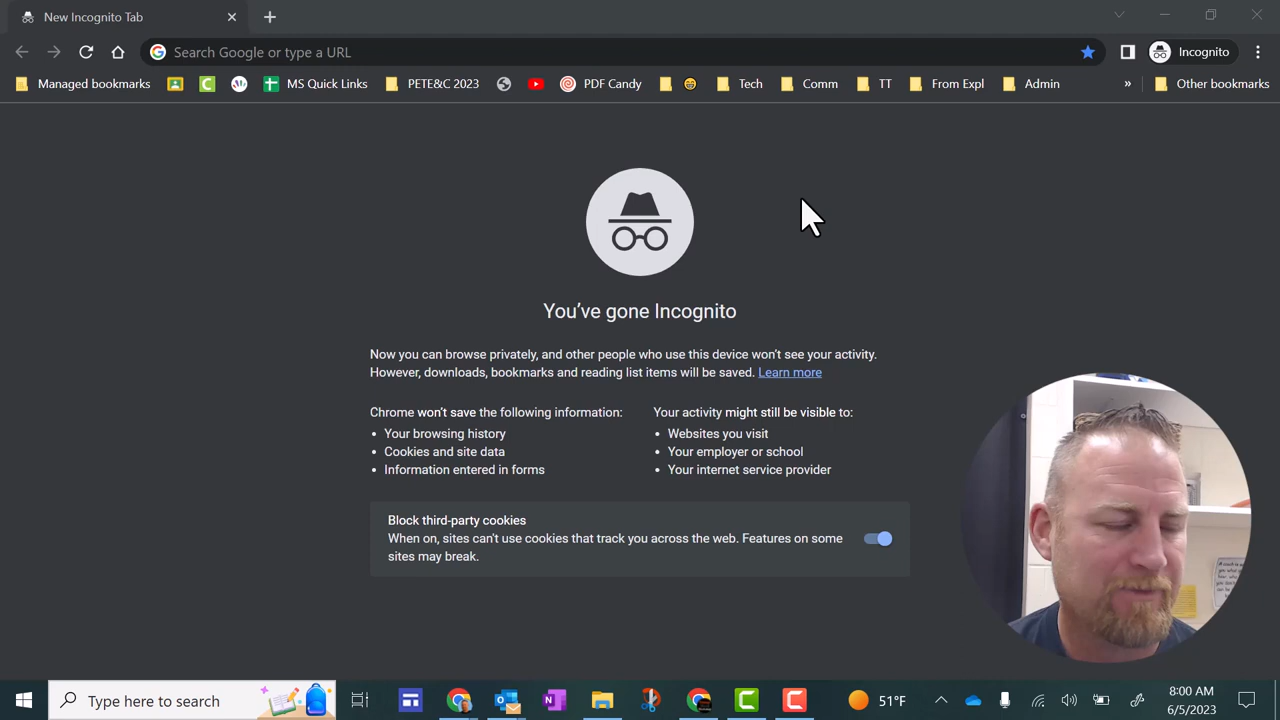 New Incognito Tab
Search Google or type a URL
Incognito
Managed bookmarks
MS Quick Links
PETE&C 2023
PDF Candy
Tech
Comm
TT
From Expl
Admin
»
Other bookmarks
You've gone Incognito
Now you can browse privately, and other people who use this device won't see your activity.
However, downloads, bookmarks and reading list items will be saved. Learn more
Chrome won't save the following information:
• Your browsing history
• Cookies and site data
• Information entered in forms
Your activity might still be visible to:
• Websites you visit
• Your employer or school
• Your internet service provider
Block third-party cookies
When on, sites can't use cookies that track you across the web. Features on some
sites may break.
Type here to search
51°F
8:00 AM
6/5/2023